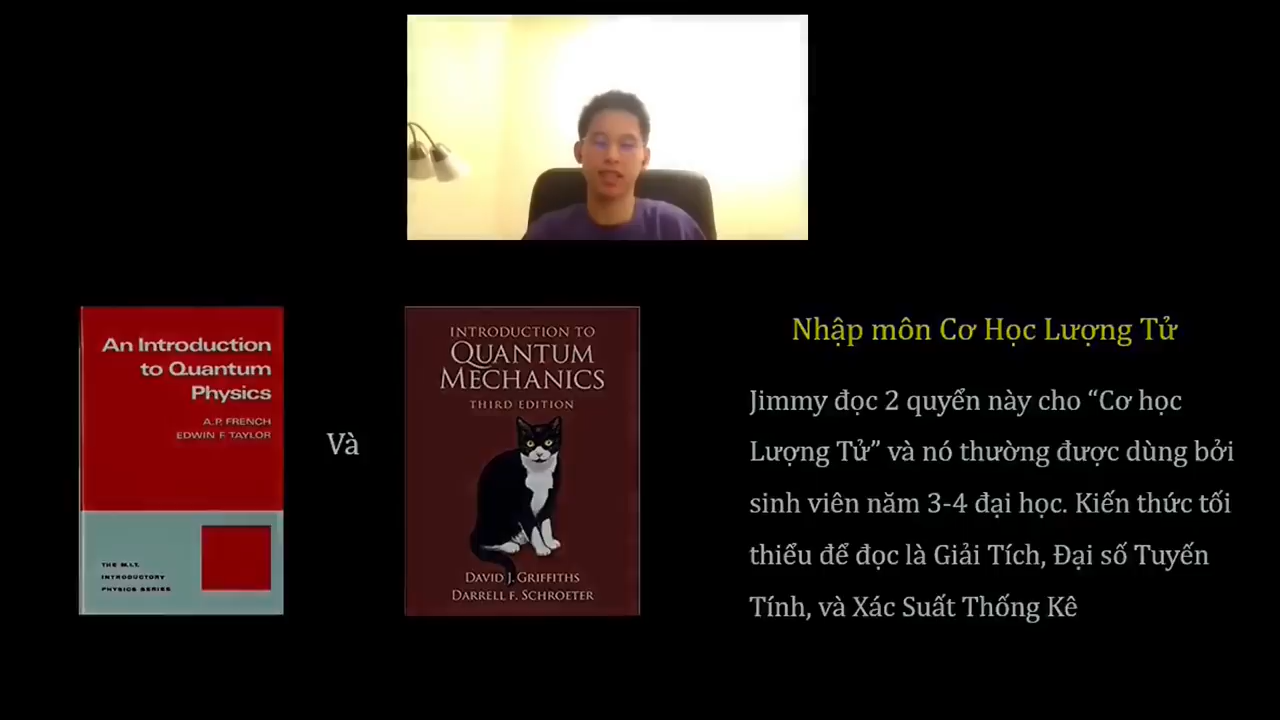 An Introduction
to Quantum
Physics
A.P. FRENCH
EDWIN F. TAYLOR
THE M.I.T.
INTRODUCTORY
PHYSICS SERIES
Và
INTRODUCTION TO
QUANTUM
MECHANICS
THIRD EDITION
DAVID J. GRIFFITHS
DARRELL F. SCHROETER
Nhập môn Cơ Học Lượng Tử
Jimmy đọc 2 quyển này cho “Cơ học
Lượng Tử” và nó thường được dùng bởi
sinh viên năm 3-4 đại học. Kiến thức tối
thiểu để đọc là Giải Tích, Đại số Tuyến
Tính, và Xác Suất Thống Kê